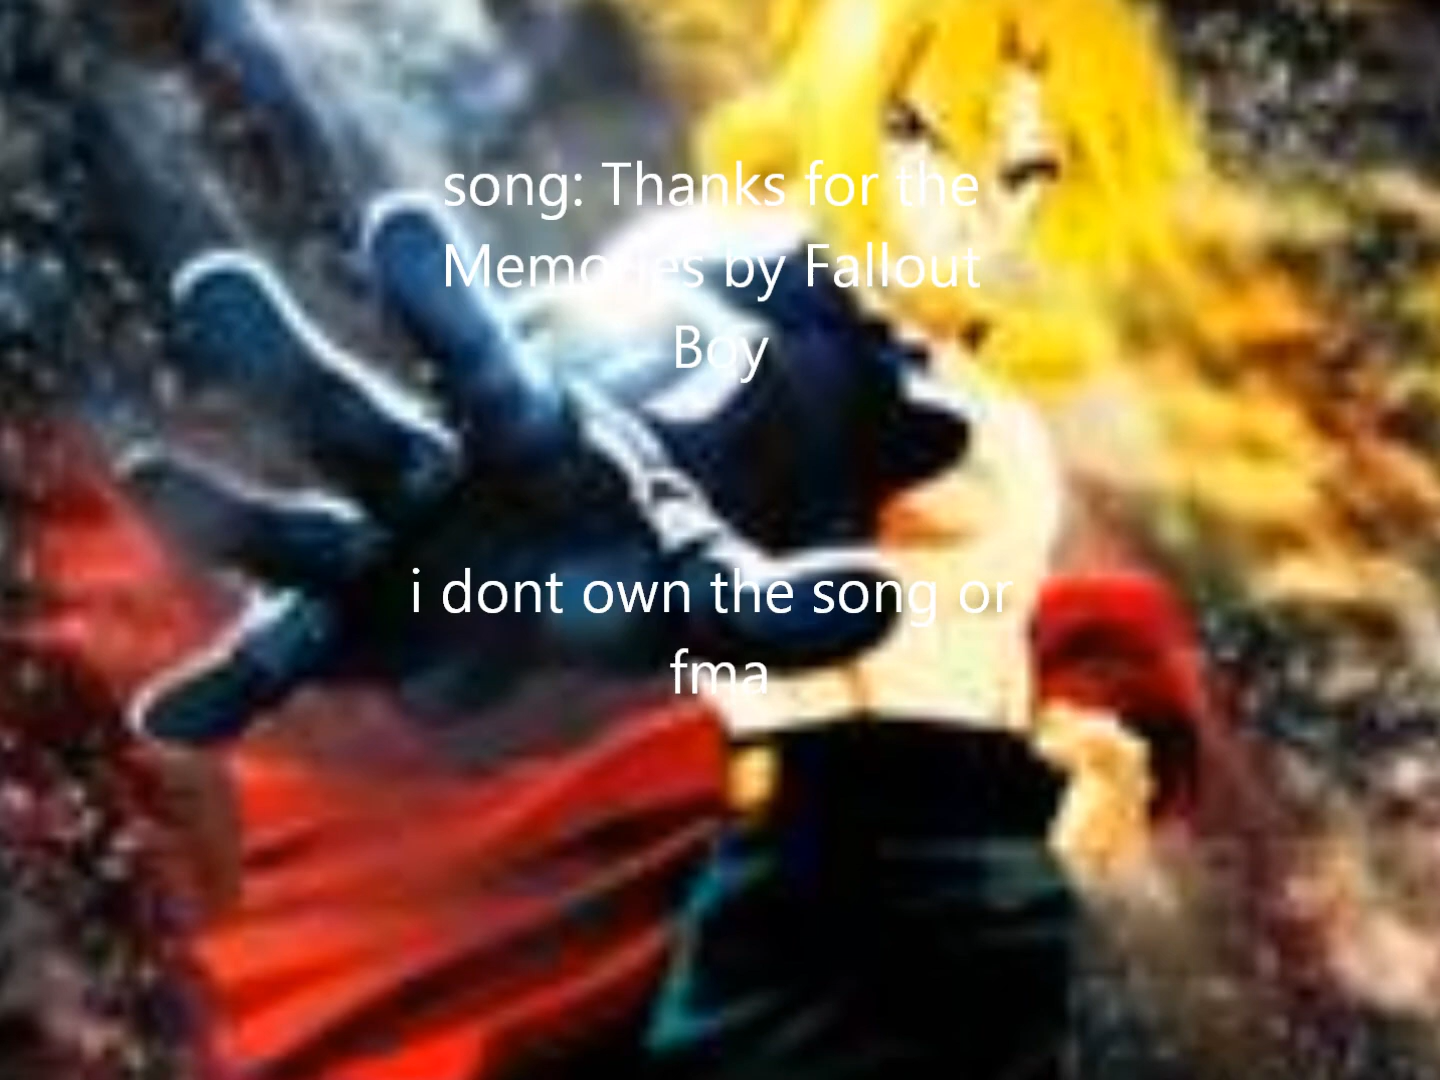 song: Thanks for the
Memories by Fallout
Boy
i dont own the song or
fma